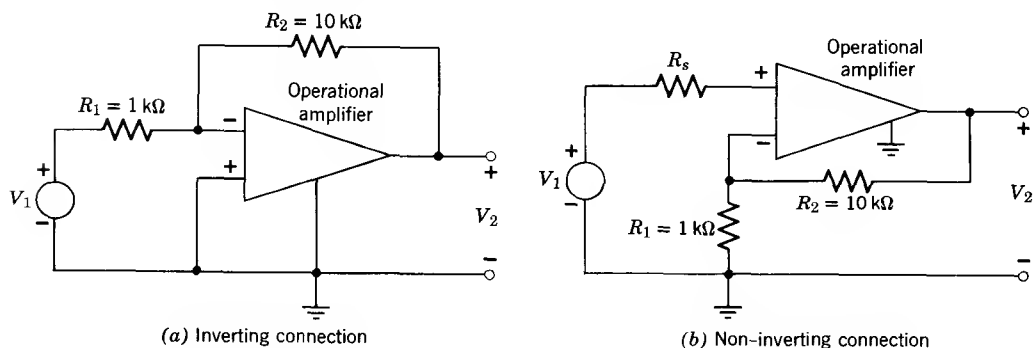 R₂ = 10 kΩ
Operational
amplifier
R₁ = 1 kΩ
−
+
+
V₁
−
+
V₂
−
(a) Inverting connection
Operational
amplifier
Rₛ
+
−
+
V₁
−
R₂ = 10 kΩ
R₁ = 1 kΩ
+
V₂
−
(b) Non-inverting connection